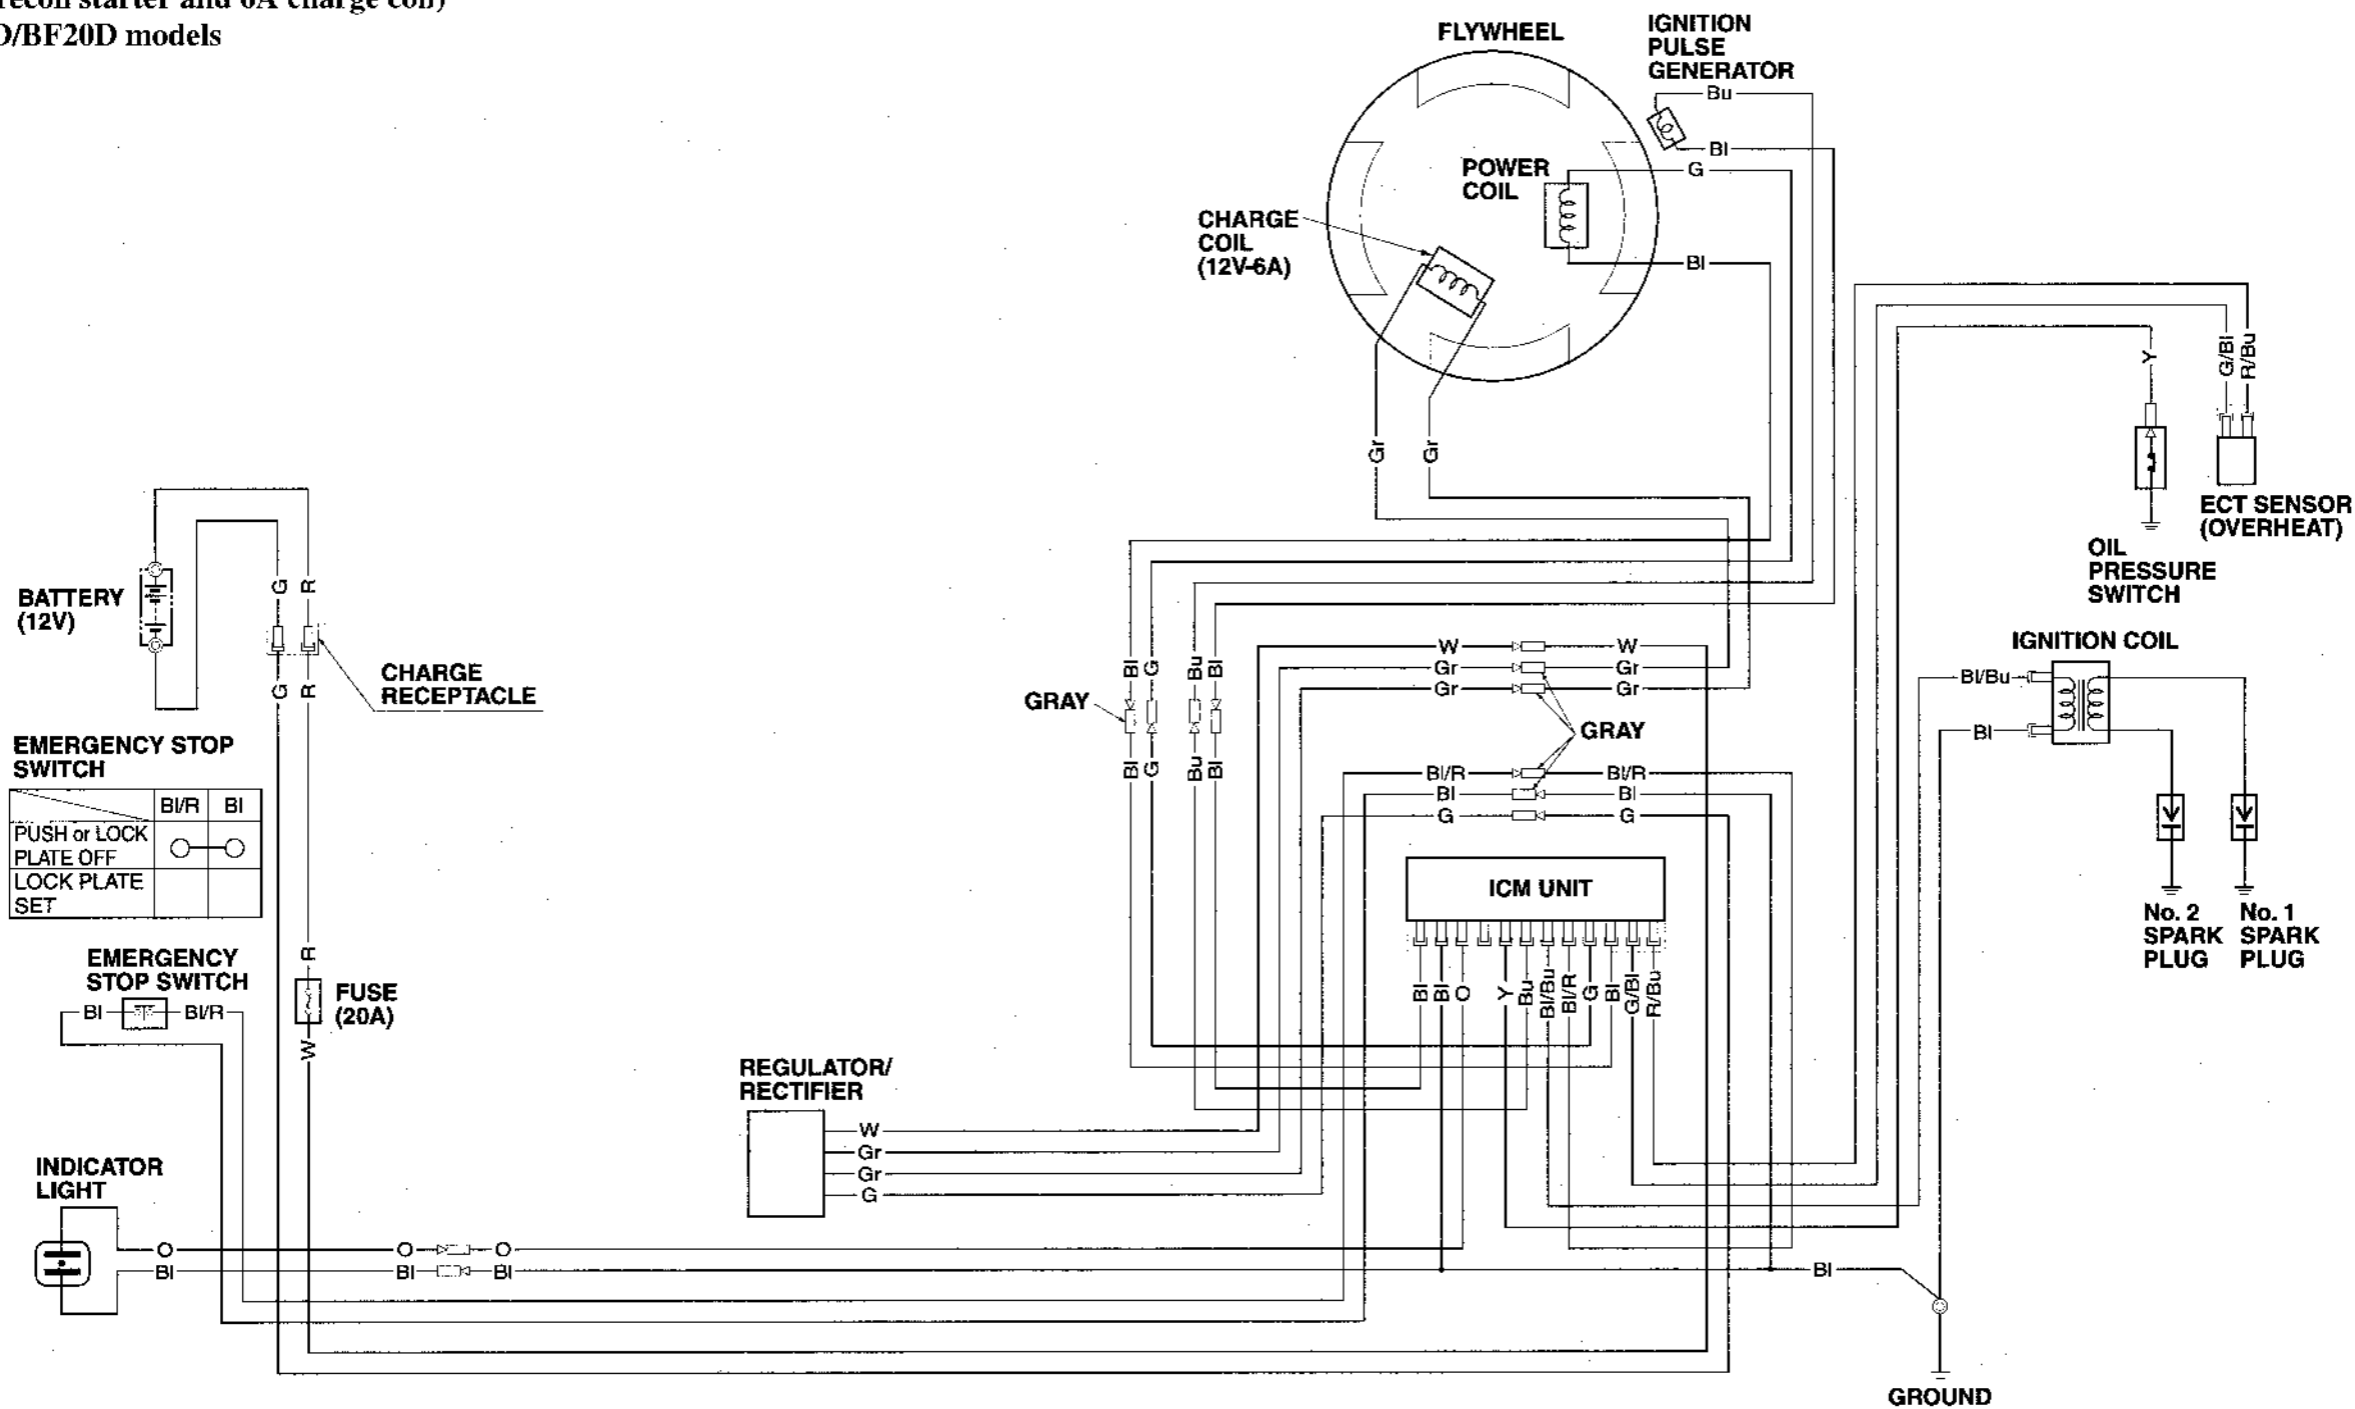 D/BF20D models
FLYWHEEL
IGNITION
PULSE
GENERATOR
Bu
Bl
G
POWER
COIL
Bl
CHARGE
COIL
(12V-6A)
Gr
Gr
Y
G/Bl
R/Bu
ECT SENSOR
(OVERHEAT)
OIL
PRESSURE
SWITCH
BATTERY
(12V)
G
R
G
R
CHARGE
RECEPTACLE
EMERGENCY STOP
SWITCH
Bl/R Bl
PUSH or LOCK
PLATE OFF
LOCK PLATE
SET
EMERGENCY
STOP SWITCH
Bl
Bl/R
R
FUSE
(20A)
W
Bl
G
Bu
Bl
GRAY
Bl
G
Bu
Bl
W
W
Gr
Gr
Gr
Gr
GRAY
Bl/R
Bl/R
Bl
Bl
G
G
IGNITION COIL
Bl/Bu
Bl
No. 2
SPARK
PLUG
No. 1
SPARK
PLUG
ICM UNIT
Bl
Bl
O
Y
Bu
Bl/Bu
Bl/R
G
Bl
G/Bl
R/Bu
REGULATOR/
RECTIFIER
W
Gr
Gr
G
INDICATOR
LIGHT
O
O
O
Bl
Bl
Bl
Bl
GROUND